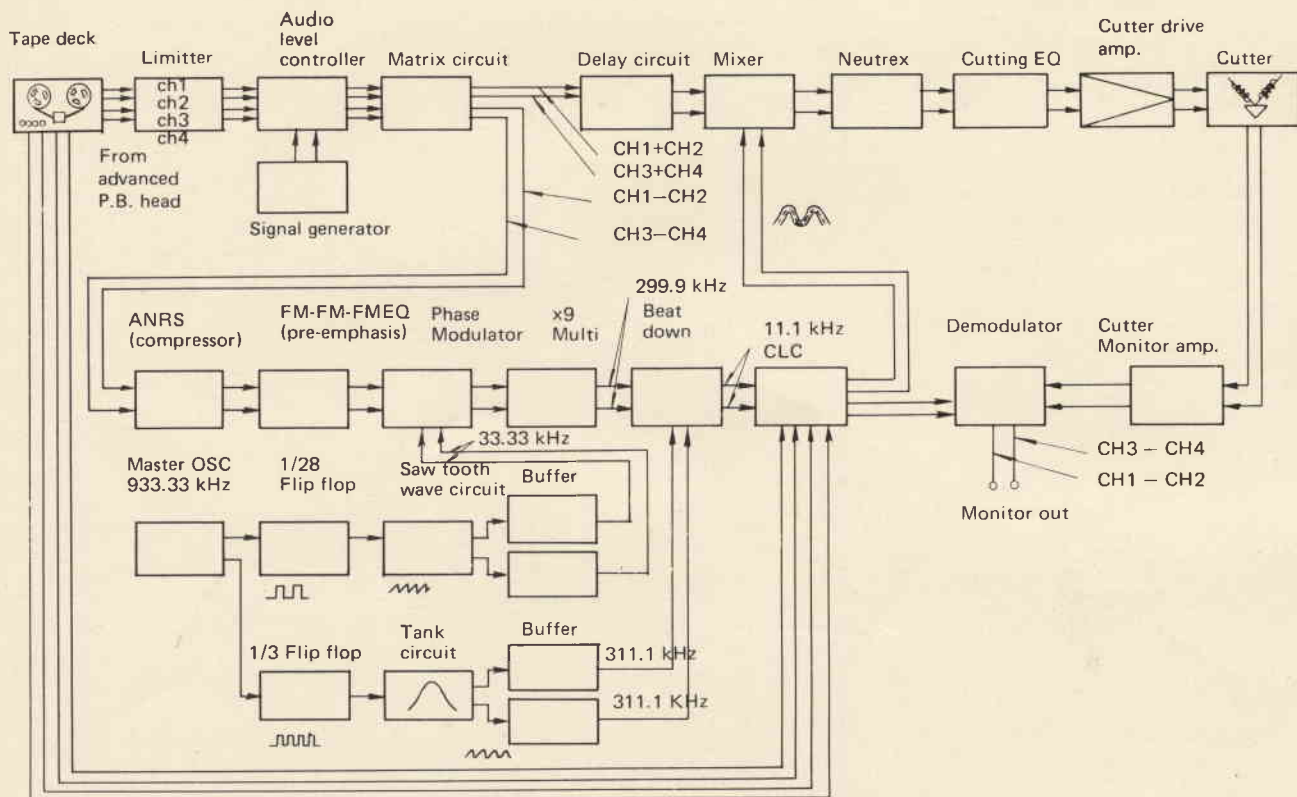 Tape deck
Limitter
Audio
level
controller
Matrix circuit
Delay circuit
Mixer
Neutrex
Cutting EQ
Cutter drive
amp.
Cutter
ch1
ch2
ch3
ch4
From
advanced
P.B. head
Signal generator
CH1+CH2
CH3+CH4
CH1−CH2
CH3−CH4
ANRS
(compressor)
FM-FM-FMEQ
(pre-emphasis)
Phase
Modulator
x9
Multi
299.9 kHz
Beat
down
11.1 kHz
CLC
Demodulator
Cutter
Monitor amp.
33.33 kHz
Master OSC
933.33 kHz
1/28
Flip flop
Saw tooth
wave circuit
Buffer
CH3 − CH4
CH1 − CH2
Monitor out
1/3 Flip flop
Tank
circuit
Buffer
311.1 kHz
311.1 KHz